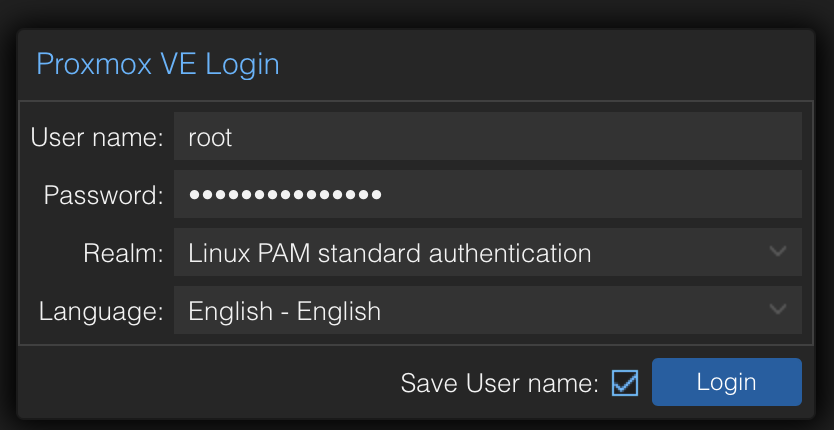 Proxmox VE Login
User name: root
Password: •••••••••••••••
Realm: Linux PAM standard authentication
Language: English - English
Save User name: Login